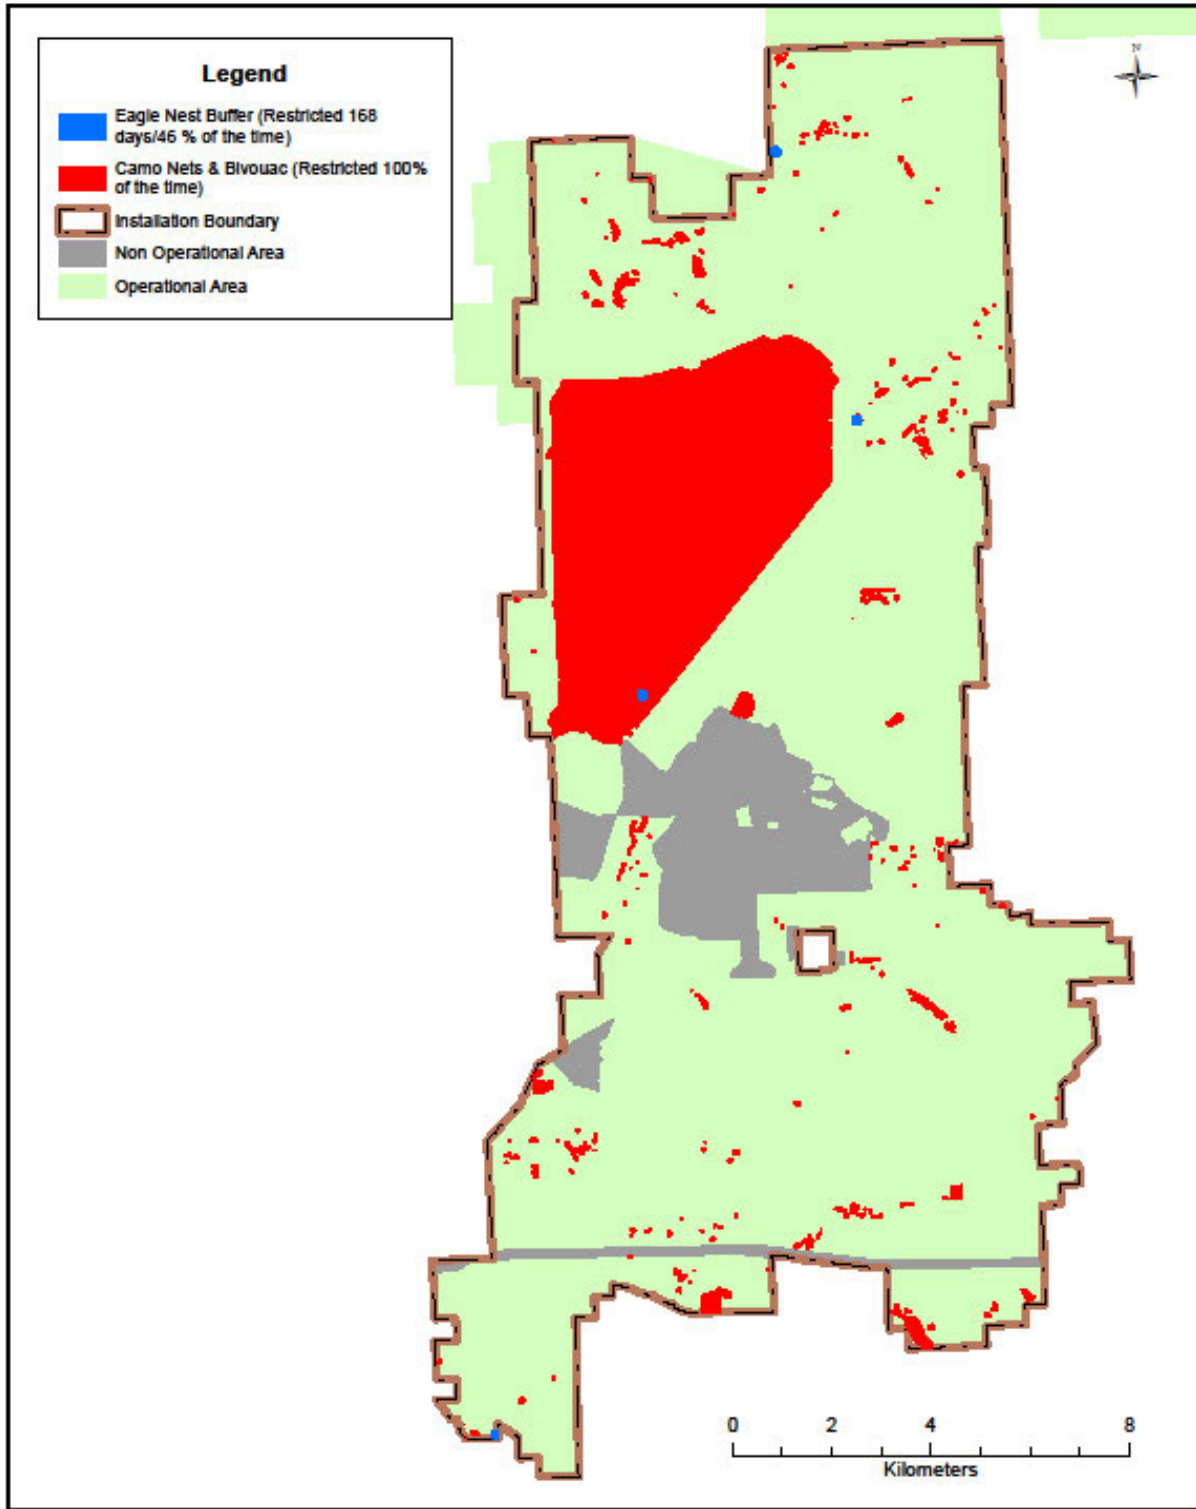 Legend
Eagle Nest Buffer (Restricted 168
days/46 % of the time)
Camo Nets & Bivouac (Restricted 100%
of the time)
Installation Boundary
Non Operational Area
Operational Area
N
0 2 4 8
Kilometers